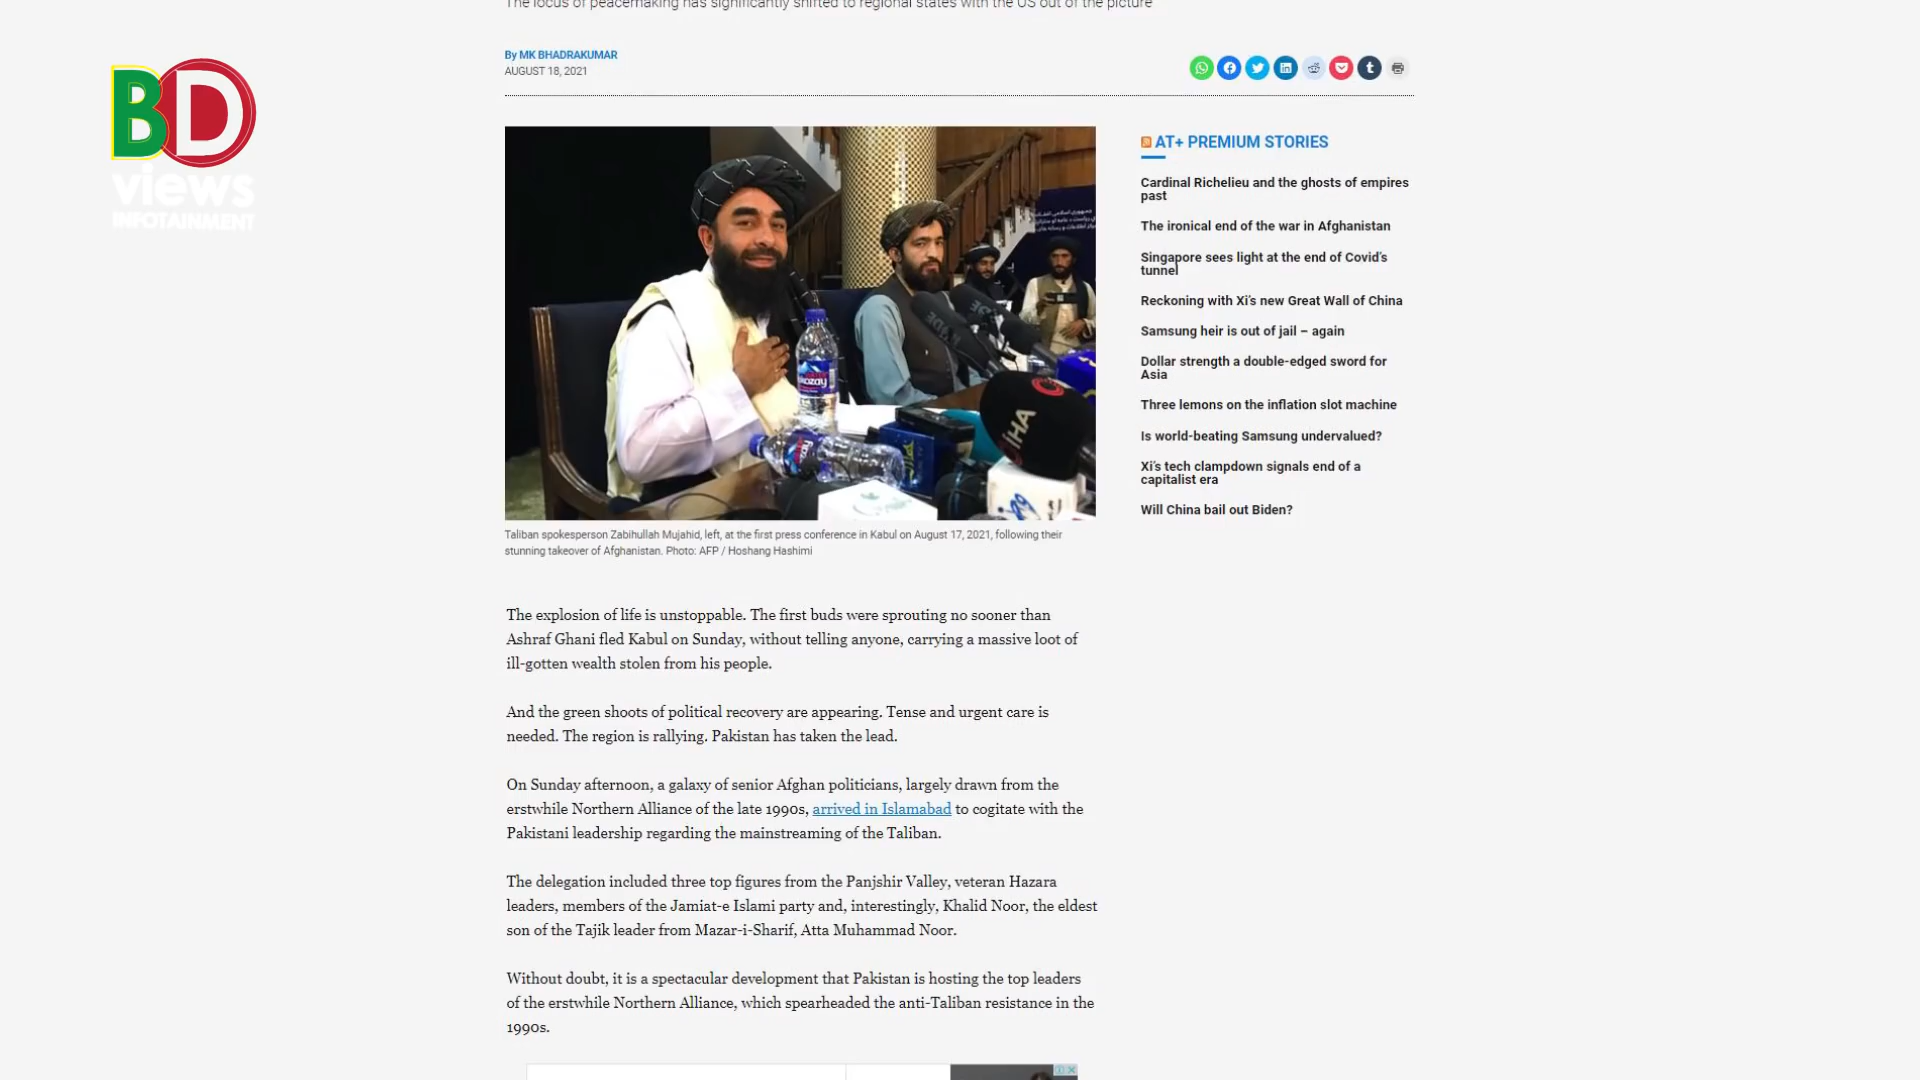 The locus of peacemaking has significantly shifted to regional states with the US out of the picture
By MK BHADRAKUMAR
AUGUST 18, 2021
BD
views
INFOTAINMENT
AT+ PREMIUM STORIES
Cardinal Richelieu and the ghosts of empires
past
The ironical end of the war in Afghanistan
Singapore sees light at the end of Covid's
tunnel
Reckoning with Xi's new Great Wall of China
Samsung heir is out of jail – again
Dollar strength a double-edged sword for
Asia
Three lemons on the inflation slot machine
Is world-beating Samsung undervalued?
Xi's tech clampdown signals end of a
capitalist era
Will China bail out Biden?
Taliban spokesperson Zabihullah Mujahid, left, at the first press conference in Kabul on August 17, 2021, following their
stunning takeover of Afghanistan. Photo: AFP / Hoshang Hashimi
The explosion of life is unstoppable. The first buds were sprouting no sooner than
Ashraf Ghani fled Kabul on Sunday, without telling anyone, carrying a massive loot of
ill-gotten wealth stolen from his people.
And the green shoots of political recovery are appearing. Tense and urgent care is
needed. The region is rallying. Pakistan has taken the lead.
On Sunday afternoon, a galaxy of senior Afghan politicians, largely drawn from the
erstwhile Northern Alliance of the late 1990s, arrived in Islamabad to cogitate with the
Pakistani leadership regarding the mainstreaming of the Taliban.
The delegation included three top figures from the Panjshir Valley, veteran Hazara
leaders, members of the Jamiat-e Islami party and, interestingly, Khalid Noor, the eldest
son of the Tajik leader from Mazar-i-Sharif, Atta Muhammad Noor.
Without doubt, it is a spectacular development that Pakistan is hosting the top leaders
of the erstwhile Northern Alliance, which spearheaded the anti-Taliban resistance in the
1990s.